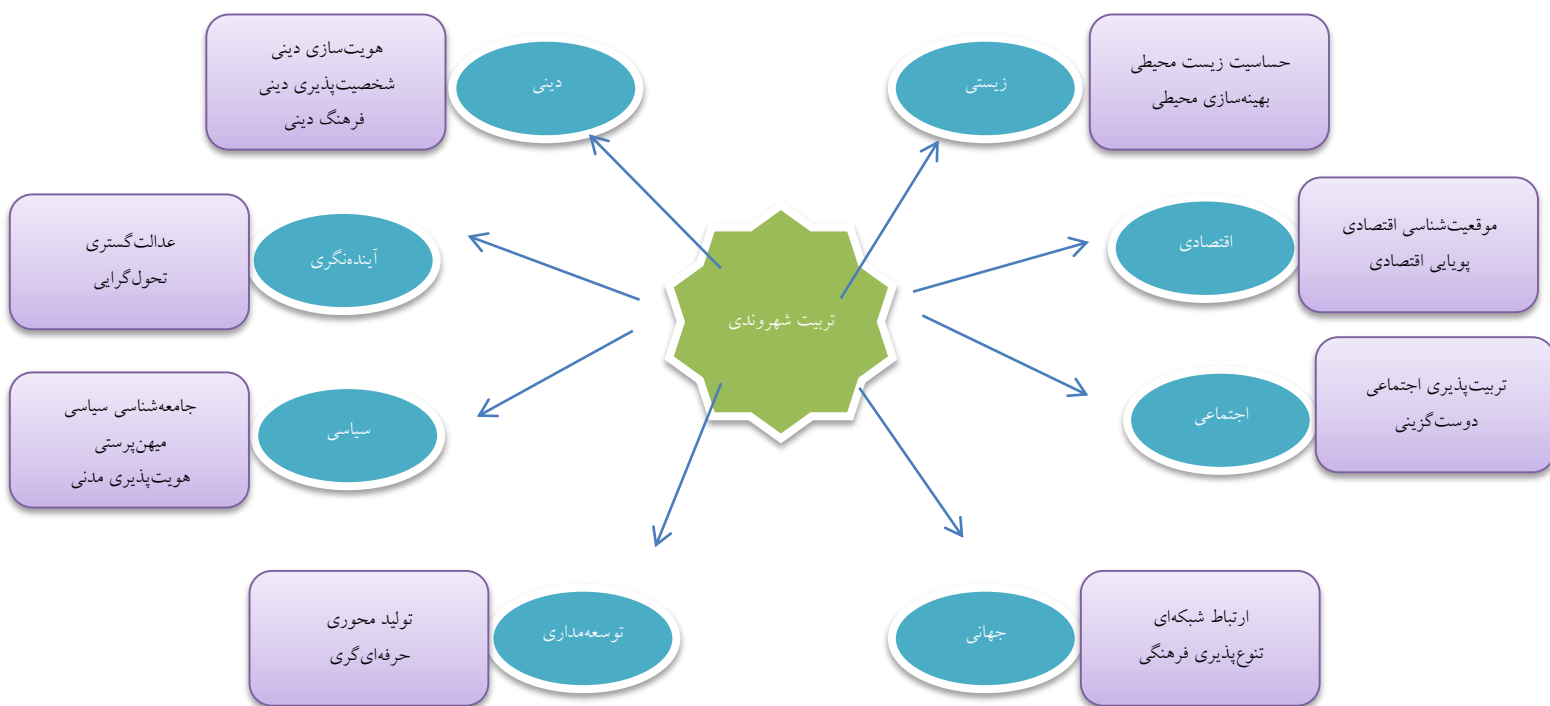 زیستی
حساسیت زیست محیطی
بهینه‌سازی محیطی
دینی
هویت‌سازی دینی
شخصیت‌پذیری دینی
فرهنگ دینی
اقتصادی
موقعیت‌شناسی اقتصادی
پویایی اقتصادی
آینده‌نگری
عدالت‌گستری
تحول‌گرایی
تربیت شهروندی
اجتماعی
تربیت‌پذیری اجتماعی
دوست‌گزینی
سیاسی
جامعه‌شناسی سیاسی
میهن‌پرستی
هویت‌پذیری مدنی
جهانی
ارتباط شبکه‌ای
تنوع‌پذیری فرهنگی
توسعه‌مداری
تولید محوری
حرفه‌ای‌گری